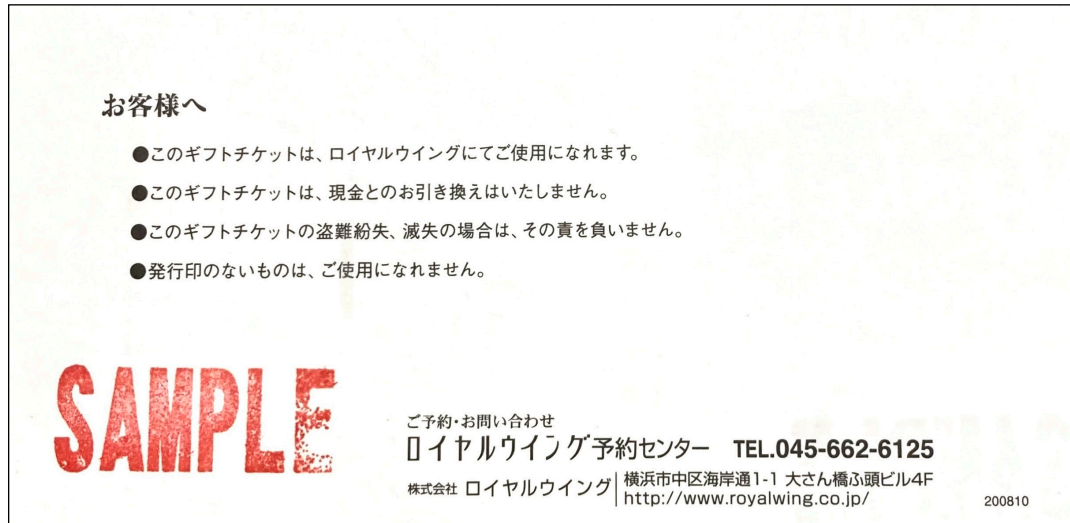 お客様へ
●このギフトチケットは、ロイヤルウイングにてご使用になれます。
●このギフトチケットは、現金とのお引き換えはいたしません。
●このギフトチケットの盗難紛失、滅失の場合は、その責を負いません。
●発行印のないものは、ご使用になれません。
SAMPLE
ご予約･お問い合わせ
ロイヤルウイング予約センター TEL.045-662-6125
株式会社 ロイヤルウイング
横浜市中区海岸通1-1 大さん橋ふ頭ビル4F
http://www.royalwing.co.jp/
200810